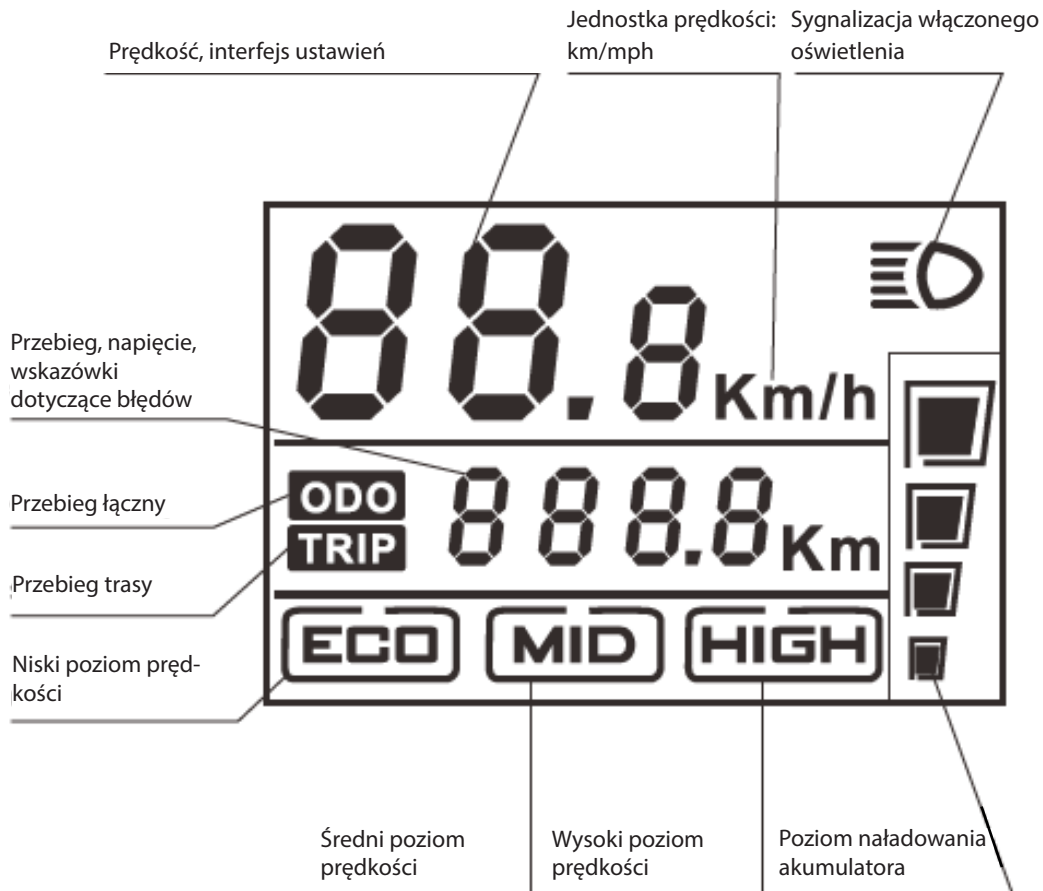 Jednostka prędkości:
km/mph
Sygnalizacja włączonego
oświetlenia
Prędkość, interfejs ustawień
88.8 Km/h
Przebieg, napięcie,
wskazówki
dotyczące błędów
Przebieg łączny
ODO
TRIP
888.8 Km
Przebieg trasy
Niski poziom pręd-
kości
ECO MID HIGH
Średni poziom
prędkości
Wysoki poziom
prędkości
Poziom naładowania
akumulatora